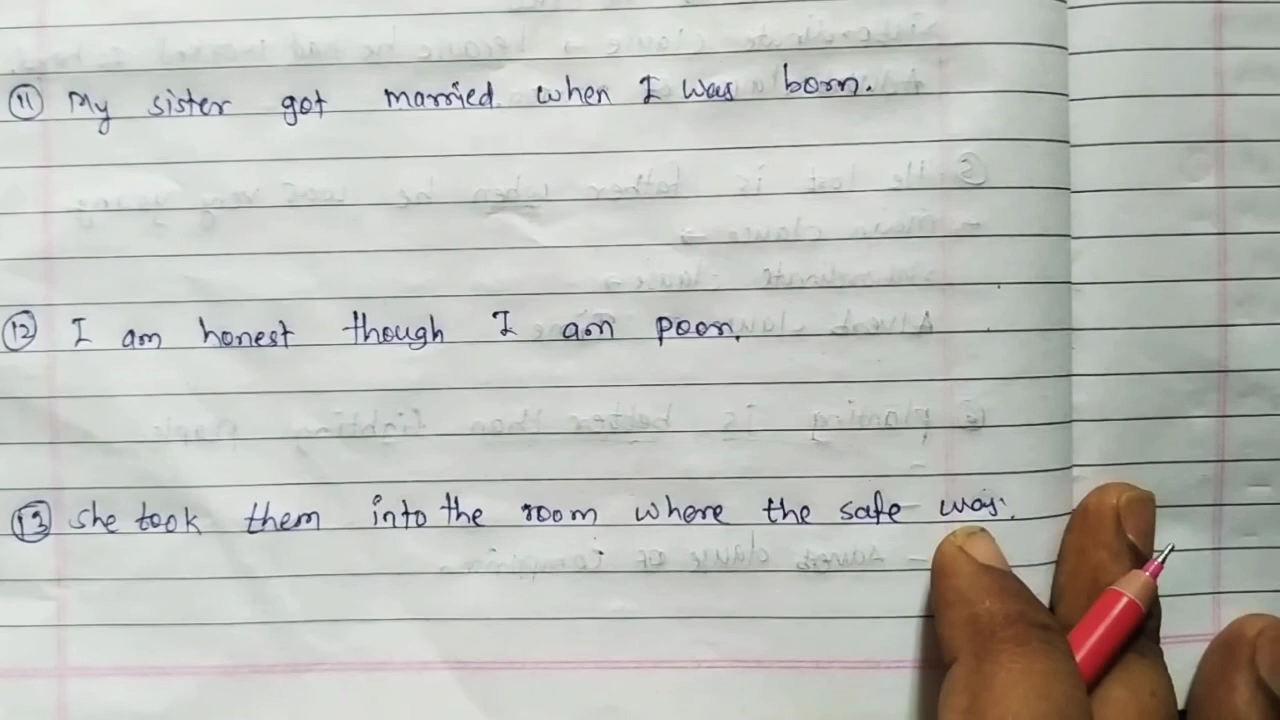 ⑪ My sister got married when I was born.
⑫ I am honest though I am poor.
⑬ she took them into the room where the safe was.